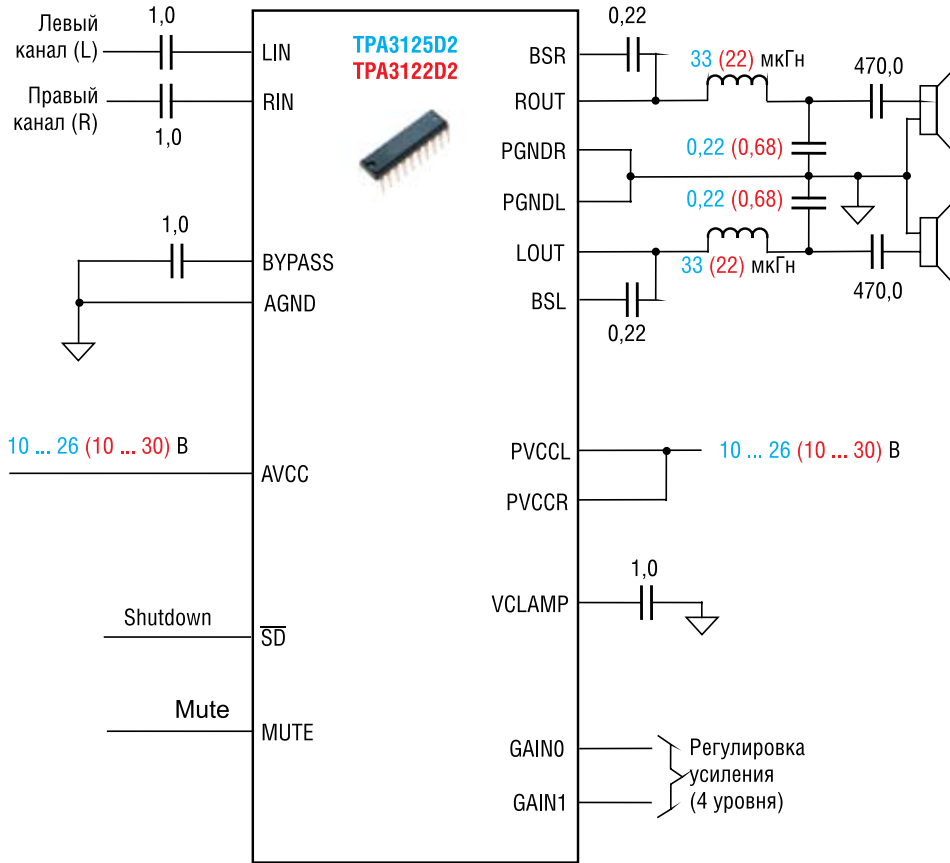 Левый
канал (L)
1,0
LIN
Правый
канал (R)
1,0
RIN
1,0
BYPASS
AGND
10 ... 26 (10 ... 30) В
AVCC
Shutdown
SD
Mute
MUTE
TPA3125D2
TPA3122D2
0,22
BSR
33 (22) мкГн
470,0
ROUT
PGNDR
0,22 (0,68)
PGNDL
0,22 (0,68)
LOUT
33 (22) мкГн
470,0
BSL
0,22
PVCCL
10 ... 26 (10 ... 30) В
PVCCR
1,0
VCLAMP
GAIN0
GAIN1
Регулировка
усиления
(4 уровня)